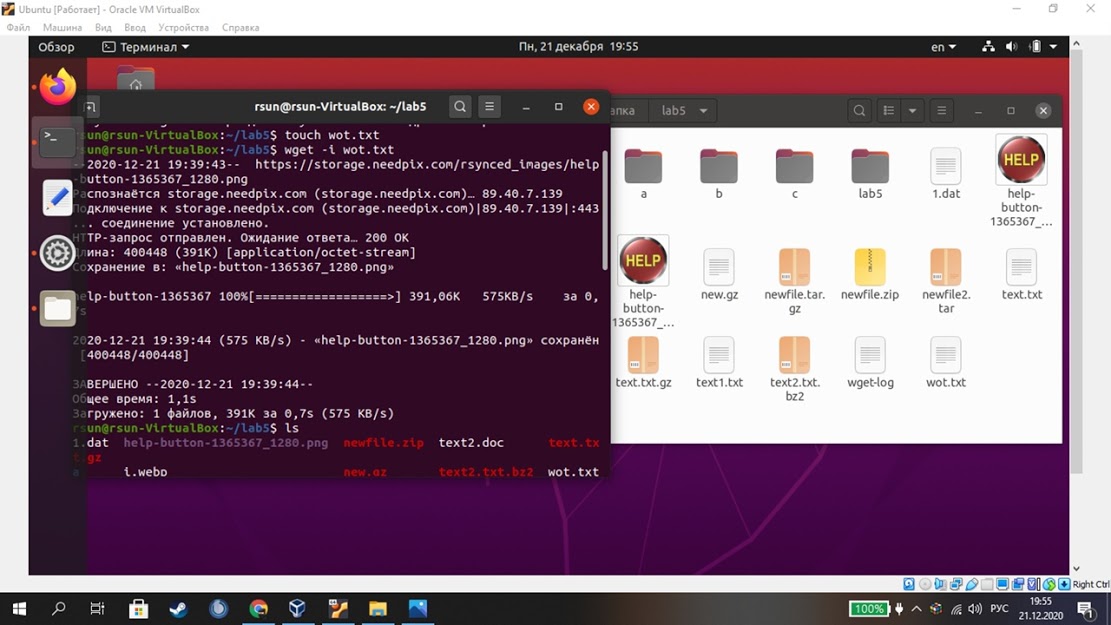 Ubuntu [Работает] - Oracle VM VirtualBox
Файл Машина Вид Ввод Устройства Справка
Обзор Терминал Пн, 21 декабря 19:55 en
rsun@rsun-VirtualBox: ~/lab5
апка lab5
sun@rsun-VirtualBox:~/lab5$ touch wot.txt
sun@rsun-VirtualBox:~/lab5$ wget -i wot.txt
--2020-12-21 19:39:43-- https://storage.needpix.com/rsynced_images/help
-button-1365367_1280.png
Распознаётся storage.needpix.com (storage.needpix.com)… 89.40.7.139
Подключение к storage.needpix.com (storage.needpix.com)|89.40.7.139|:443
... соединение установлено.
HTTP-запрос отправлен. Ожидание ответа… 200 OK
Длина: 400448 (391K) [application/octet-stream]
Сохранение в: «help-button-1365367_1280.png»
help-button-1365367 100%[===================>] 391,06K 575KB/s за 0,
/s
2020-12-21 19:39:44 (575 KB/s) - «help-button-1365367_1280.png» сохранён
[400448/400448]
ЗАВЕРШЕНО --2020-12-21 19:39:44--
Общее время: 1,1s
Загружено: 1 файлов, 391K за 0,7s (575 KB/s)
rsun@rsun-VirtualBox:~/lab5$ ls
1.dat help-button-1365367_1280.png newfile.zip text2.doc text.tx
t.gz
a i.webp new.gz text2.txt.bz2 wot.txt
HELP
a b c lab5 1.dat help-
button-
1365367_...
HELP
help-
button-
1365367_...
new.gz newfile.tar.
gz
newfile.zip newfile2.
tar
text.txt
text.txt.gz text1.txt text2.txt.
bz2
wget-log wot.txt
Right Ctrl
100% РУС 19:55
21.12.2020
1